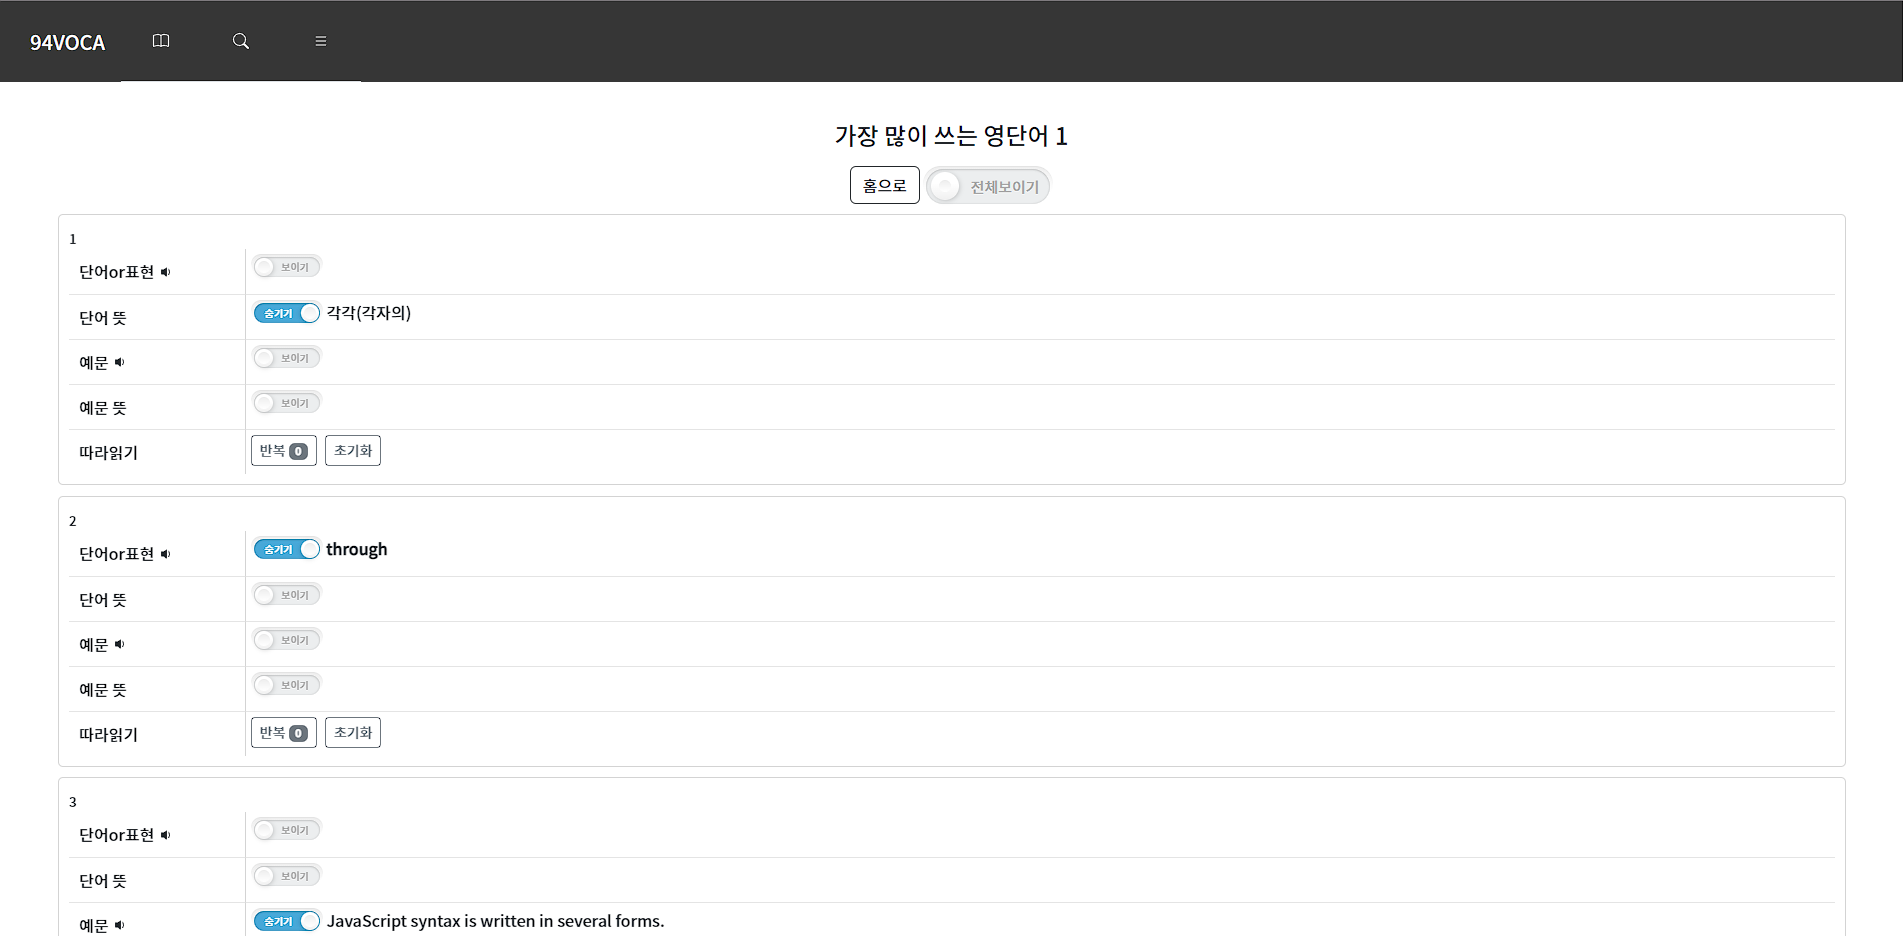 94VOCA
가장 많이 쓰는 영단어 1
홈으로 전체보이기
1
단어or표현 보이기
단어 뜻 숨기기 각각(각자의)
예문 보이기
예문 뜻 보이기
따라읽기 반복 0 초기화
2
단어or표현 숨기기 through
단어 뜻 보이기
예문 보이기
예문 뜻 보이기
따라읽기 반복 0 초기화
3
단어or표현 보이기
단어 뜻 보이기
예문 숨기기 JavaScript syntax is written in several forms.